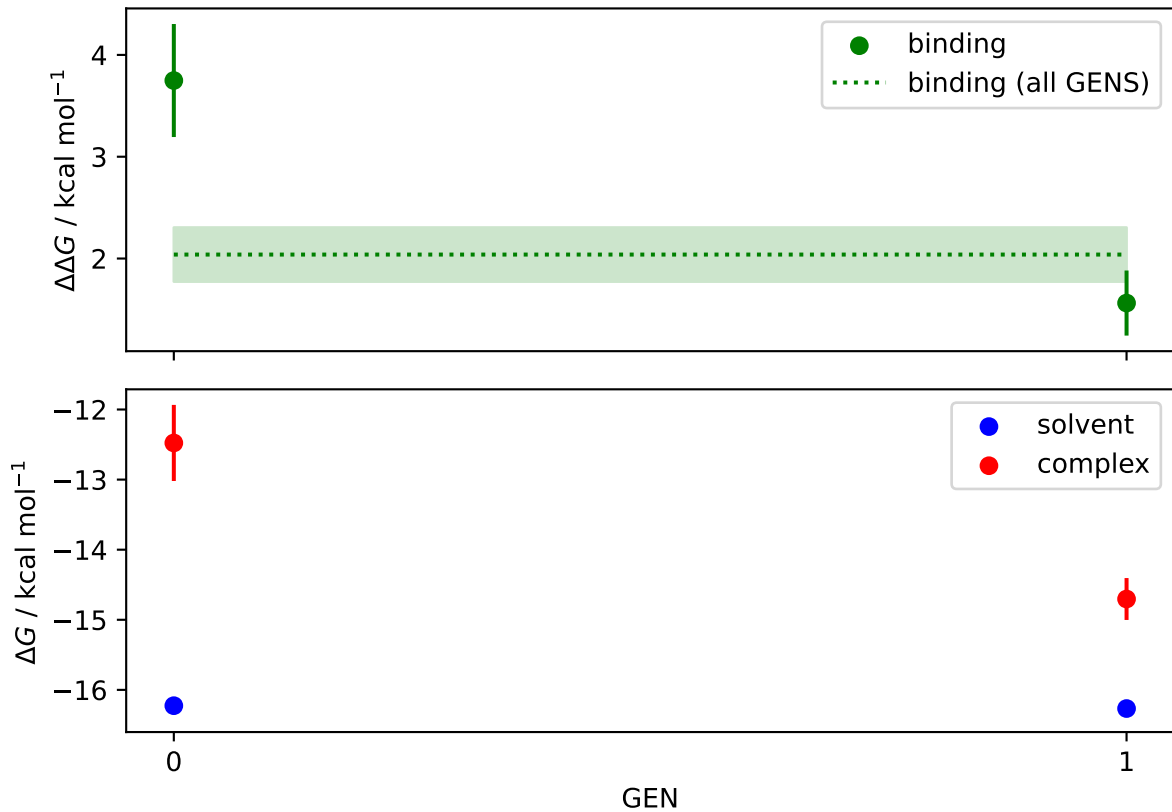 4
3
2
ΔΔG / kcal mol⁻¹
binding
binding (all GENS)
−12
−13
−14
−15
−16
ΔG / kcal mol⁻¹
solvent
complex
0
1
GEN